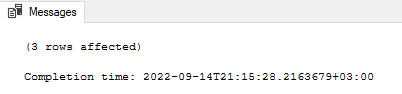 Messages
(3 rows affected)
Completion time: 2022-09-14T21:15:28.2163679+03:00